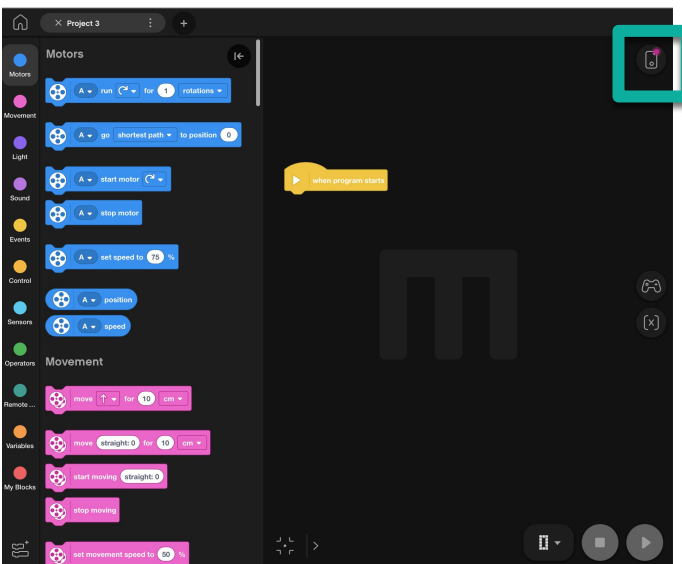 Project 3
Motors
Motors
A run for 1 rotations
Movement
A go shortest path to position 0
Light
A start motor
when program starts
Sound
A stop motor
Events
A set speed to 75 %
Control
A position
Sensors
A speed
Operators
Movement
Remote ...
move for 10 cm
Variables
move straight: 0 for 10 cm
My Blocks
start moving straight: 0
stop moving
set movement speed to 50 %